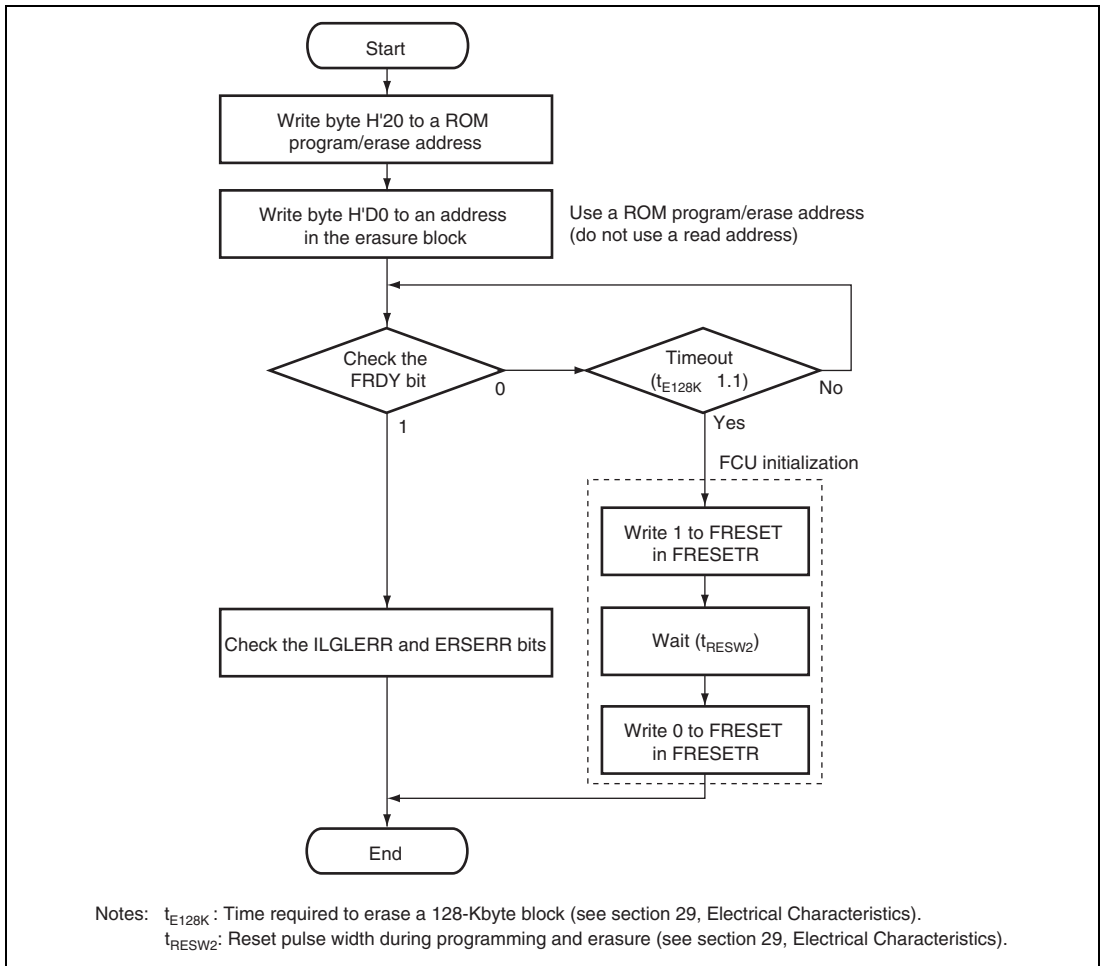 Start
Write byte H'20 to a ROM
program/erase address
Write byte H'D0 to an address
in the erasure block
Use a ROM program/erase address
(do not use a read address)
Check the
FRDY bit
0
1
Timeout
(tE128K 1.1)
No
Yes
FCU initialization
Write 1 to FRESET
in FRESETR
Wait (tRESW2)
Write 0 to FRESET
in FRESETR
Check the ILGLERR and ERSERR bits
End
Notes: tE128K : Time required to erase a 128-Kbyte block (see section 29, Electrical Characteristics).
tRESW2: Reset pulse width during programming and erasure (see section 29, Electrical Characteristics).